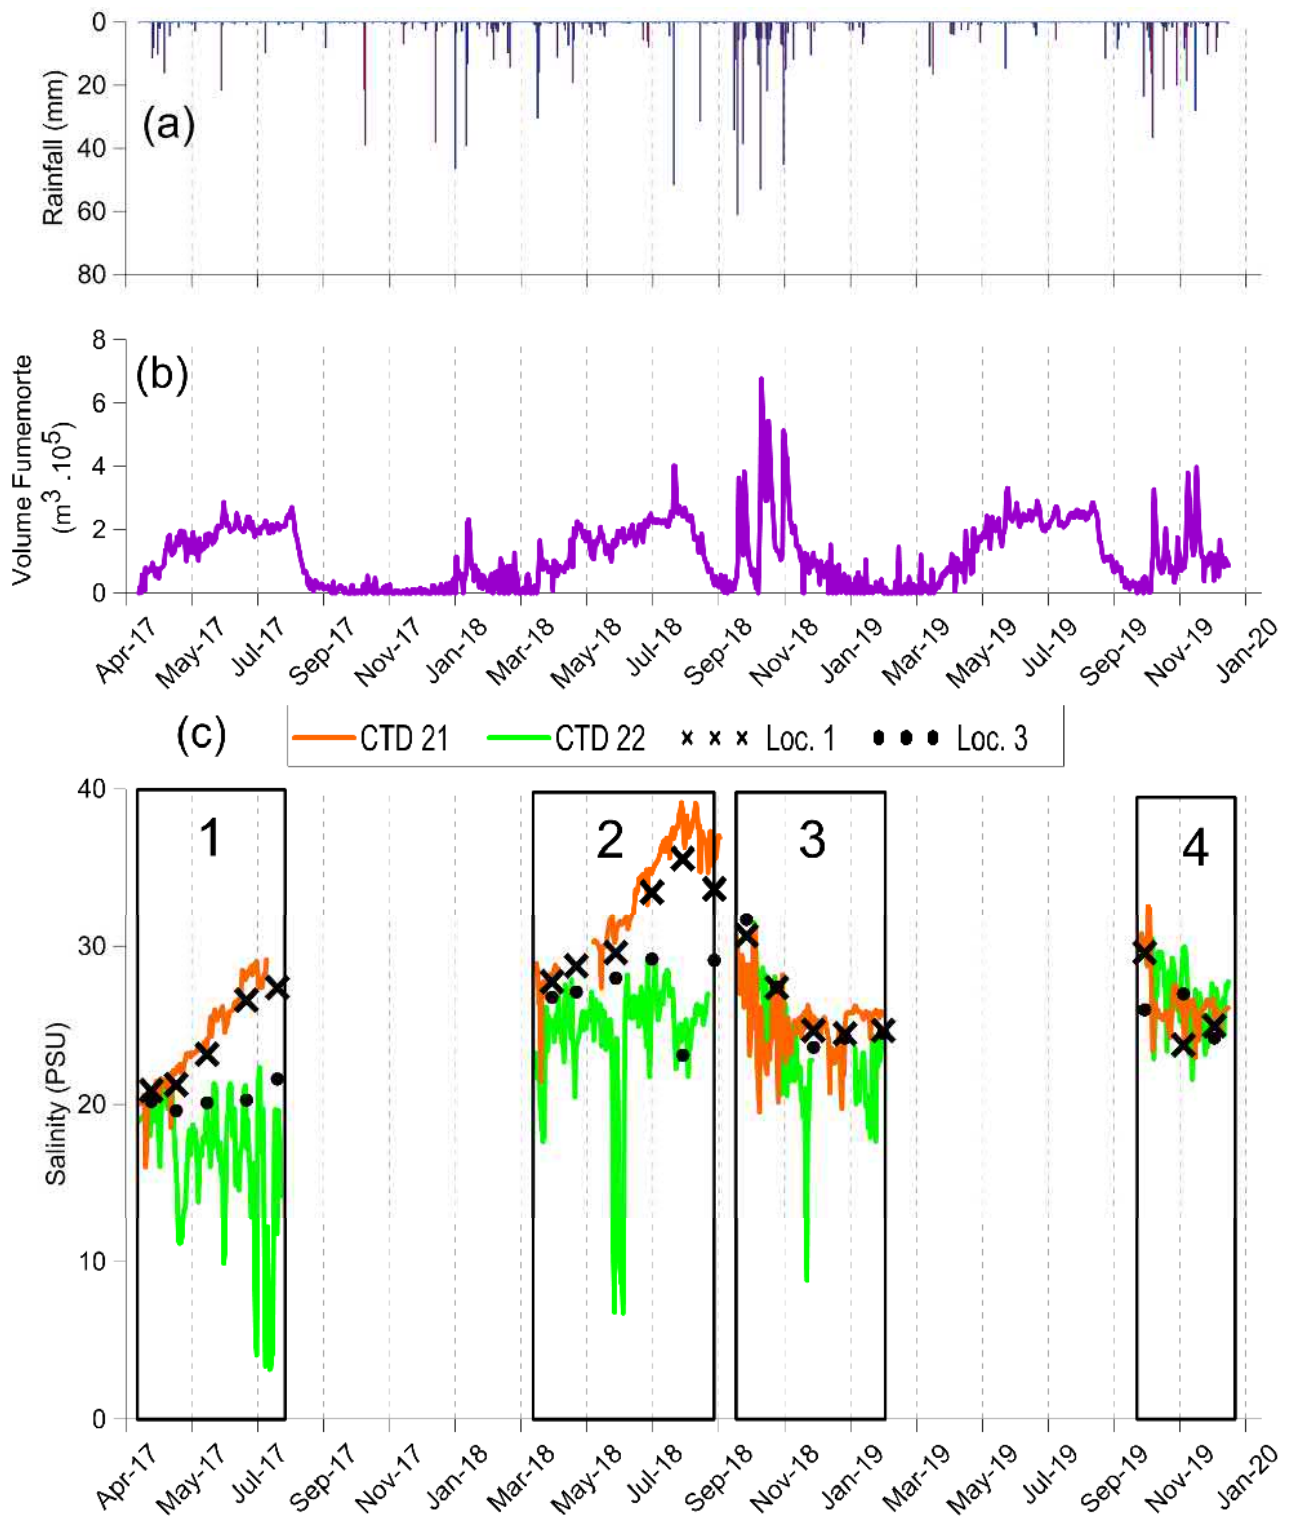 0
20
40
60
80
Rainfall (mm)
(a)
8
6
4
2
0
Volume Fumemorte
(m³ .10⁵)
(b)
Apr-17 May-17 Jul-17 Sep-17 Nov-17 Jan-18 Mar-18 May-18 Jul-18 Sep-18 Nov-18 Jan-19 Mar-19 May-19 Jul-19 Sep-19 Nov-19 Jan-20
(c)
CTD 21 CTD 22 Loc. 1 Loc. 3
40
30
20
10
0
Salinity (PSU)
1 2 3 4
Apr-17 May-17 Jul-17 Sep-17 Nov-17 Jan-18 Mar-18 May-18 Jul-18 Sep-18 Nov-18 Jan-19 Mar-19 May-19 Jul-19 Sep-19 Nov-19 Jan-20